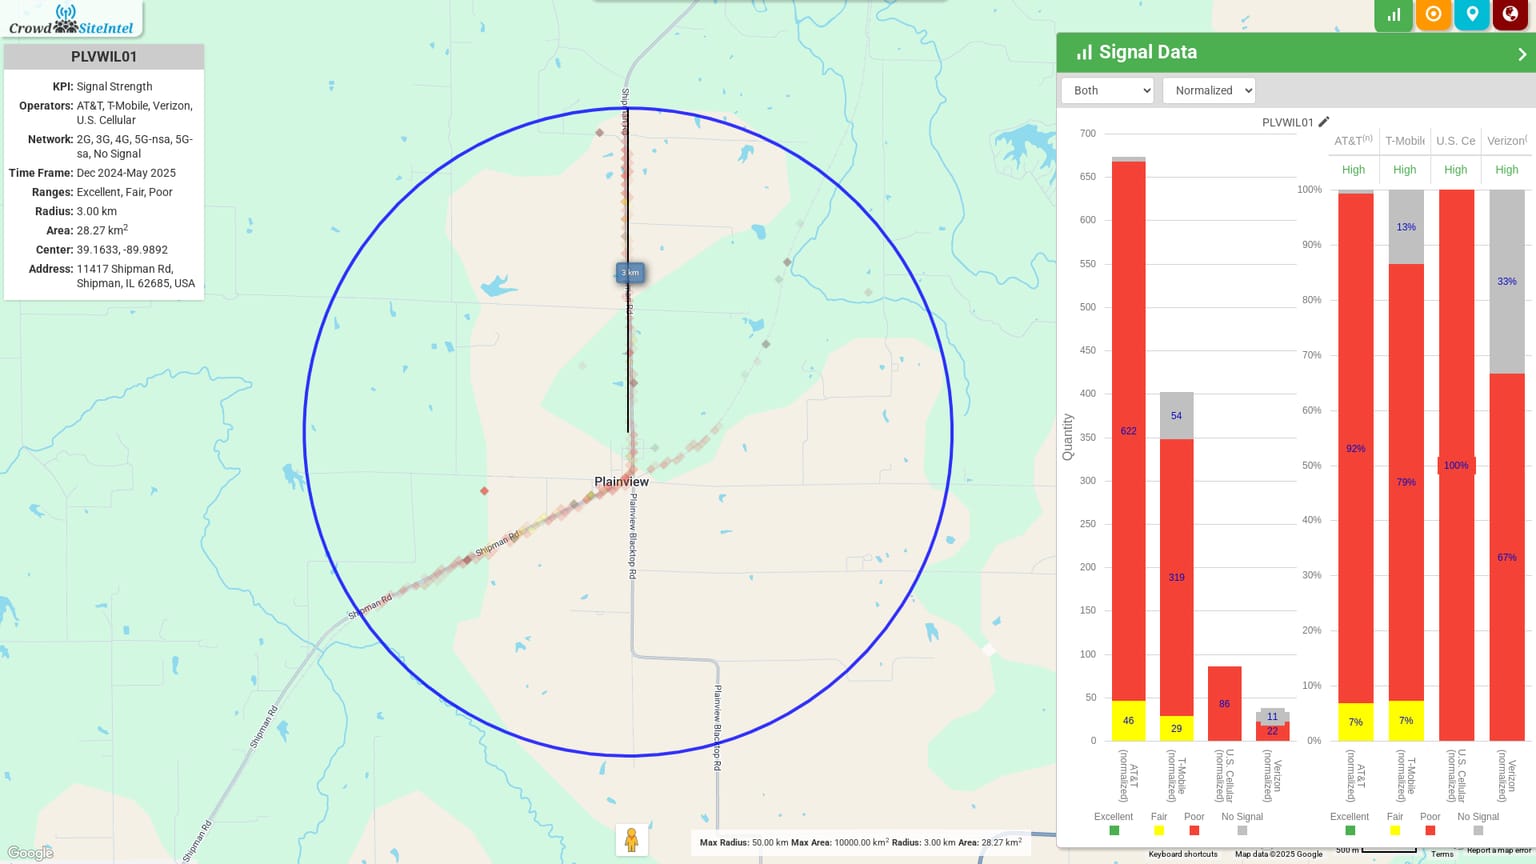 CrowdSiteIntel
PLVWIL01
KPI: Signal Strength
Operators: AT&T, T-Mobile, Verizon,
U.S. Cellular
Network: 2G, 3G, 4G, 5G-nsa, 5G-
sa, No Signal
Time Frame: Dec 2024-May 2025
Ranges: Excellent, Fair, Poor
Radius: 3.00 km
Area: 28.27 km2
Center: 39.1633, -89.9892
Address: 11417 Shipman Rd,
Shipman, IL 62685, USA
3 km
Plainview
Shipman Rd
Shipman Rd
Shipman Rd
Shipman Rd
Plainview Blacktop Rd
Plainview Blacktop Rd
Google
Max Radius: 50.00 km Max Area: 10000.00 km2 Radius: 3.00 km Area: 28.27 km2
Signal Data
Both
Normalized
PLVWIL01
700
650
600
550
500
450
400
350
300
250
200
150
100
50
0
Quantity
622
46
54
319
29
86
11
22
AT&T
(normalized)
T-Mobile
(normalized)
U.S. Cellular
(normalized)
Verizon
(normalized)
Excellent
Fair
Poor
No Signal
AT&T(n)
T-Mobile
U.S. Ce
Verizon(
High
High
High
High
100%
90%
80%
70%
60%
50%
40%
30%
20%
10%
0%
92%
7%
13%
79%
7%
100%
33%
67%
AT&T
(normalized)
T-Mobile
(normalized)
U.S. Cellular
(normalized)
Verizon
(normalized)
Excellent
Fair
Poor
No Signal
500 m
Terms
Report a map error
Keyboard shortcuts
Map data ©2025 Google